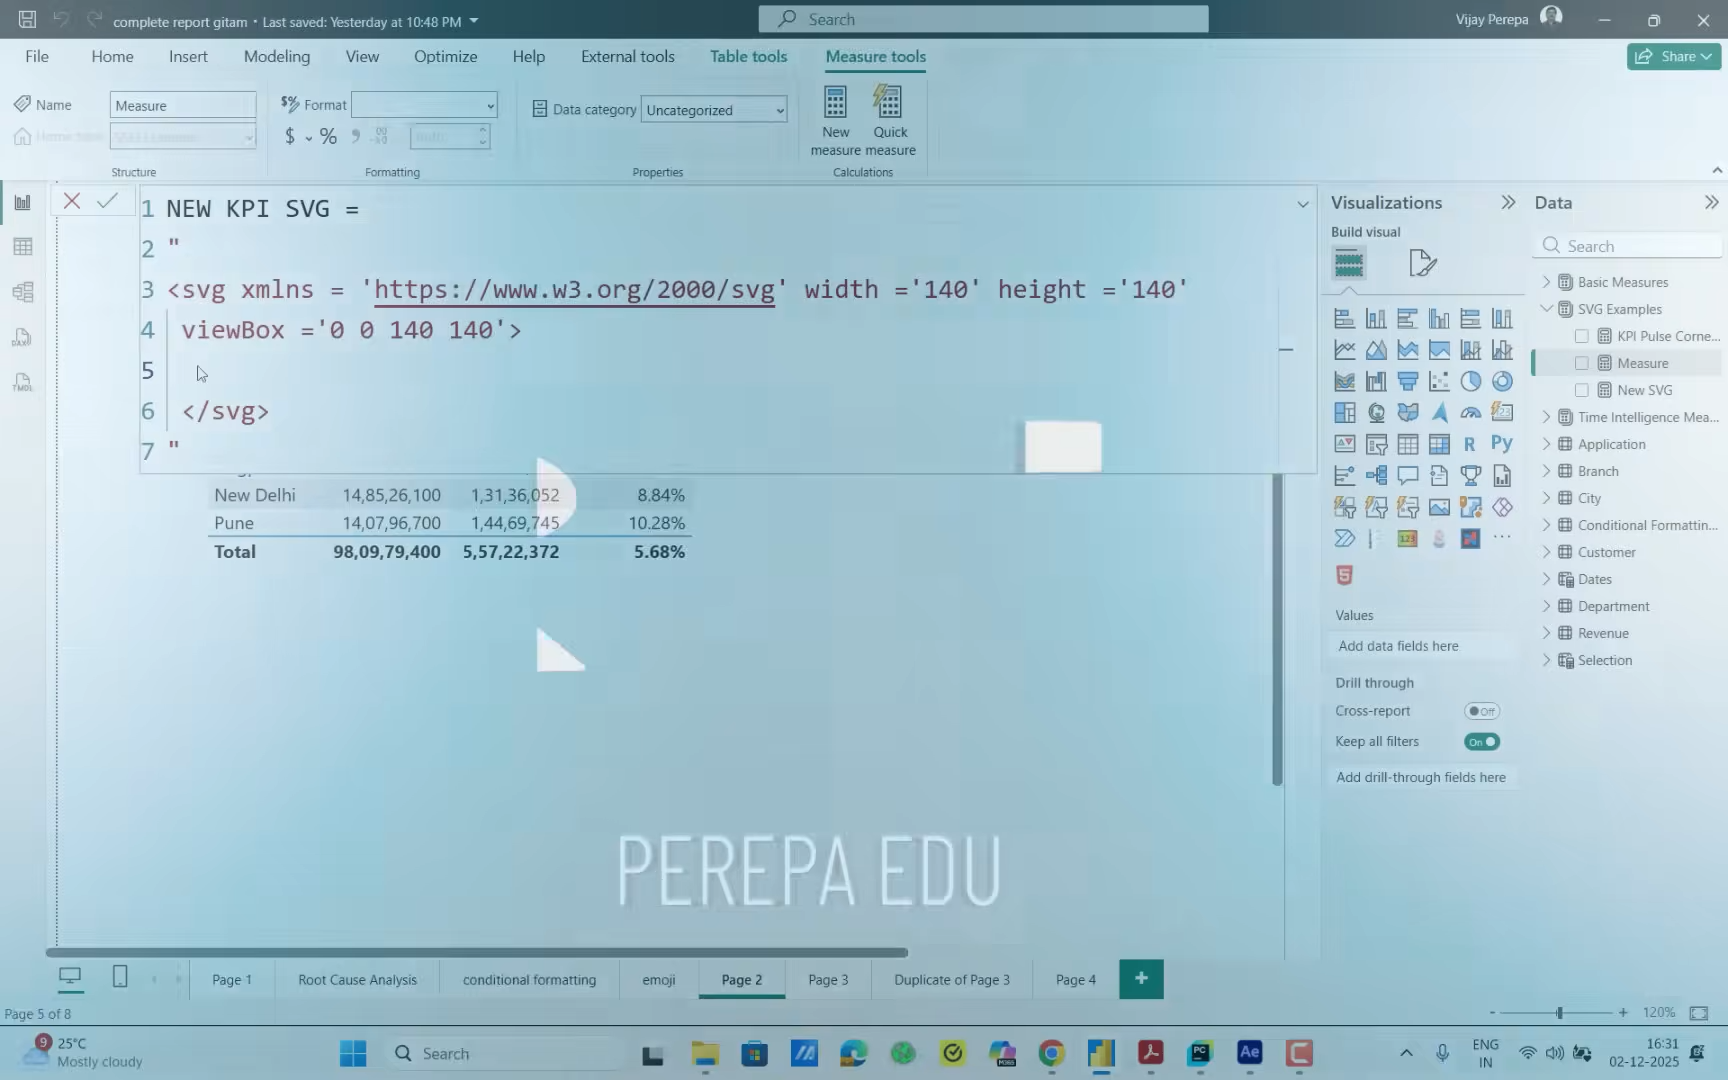 complete report gitam • Last saved: Yesterday at 10:48 PM
Search
Vijay Perepa
File
Home
Insert
Modeling
View
Optimize
Help
External tools
Table tools
Measure tools
Share
Name
Measure
Format
Data category
Uncategorized
New measure
Quick measure
Home table
Auto
Structure
Formatting
Properties
Calculations
1 NEW KPI SVG =
2 "
3 <svg xmlns = 'https://www.w3.org/2000/svg' width ='140' height ='140'
4 viewBox ='0 0 140 140'>
5
6 </svg>
7 "
New Delhi 14,85,26,100 1,31,36,052 8.84%
Pune 14,07,96,700 1,44,69,745 10.28%
Total 98,09,79,400 5,57,22,372 5.68%
PEREPA EDU
Visualizations
Build visual
Values
Add data fields here
Drill through
Cross-report
Off
Keep all filters
On
Add drill-through fields here
Data
Search
Basic Measures
SVG Examples
KPI Pulse Corne...
Measure
New SVG
Time Intelligence Mea...
Application
Branch
City
Conditional Formattin...
Customer
Dates
Department
Revenue
Selection
Page 1
Root Cause Analysis
conditional formatting
emoji
Page 2
Page 3
Duplicate of Page 3
Page 4
Page 5 of 8
120%
9
25°C
Mostly cloudy
Search
ENG
IN
16:31
02-12-2025